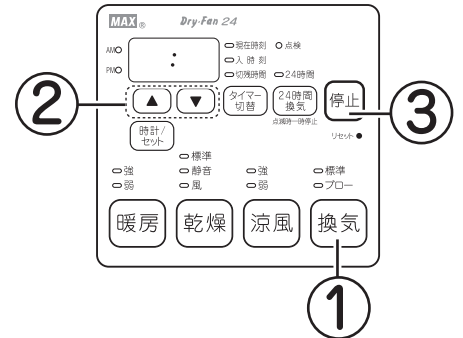 MAX® Dry・Fan 24
AM
PM
:
現在時刻 点検
入時刻
切残時間 24時間
② ▲ ▼ タイマー切替 24時間換気 停止 ③
点滅時一時停止
時計/セット リセット
標準
強 静音 強 標準
弱 風 弱 ブロー
暖房 乾燥 涼風 換気
①